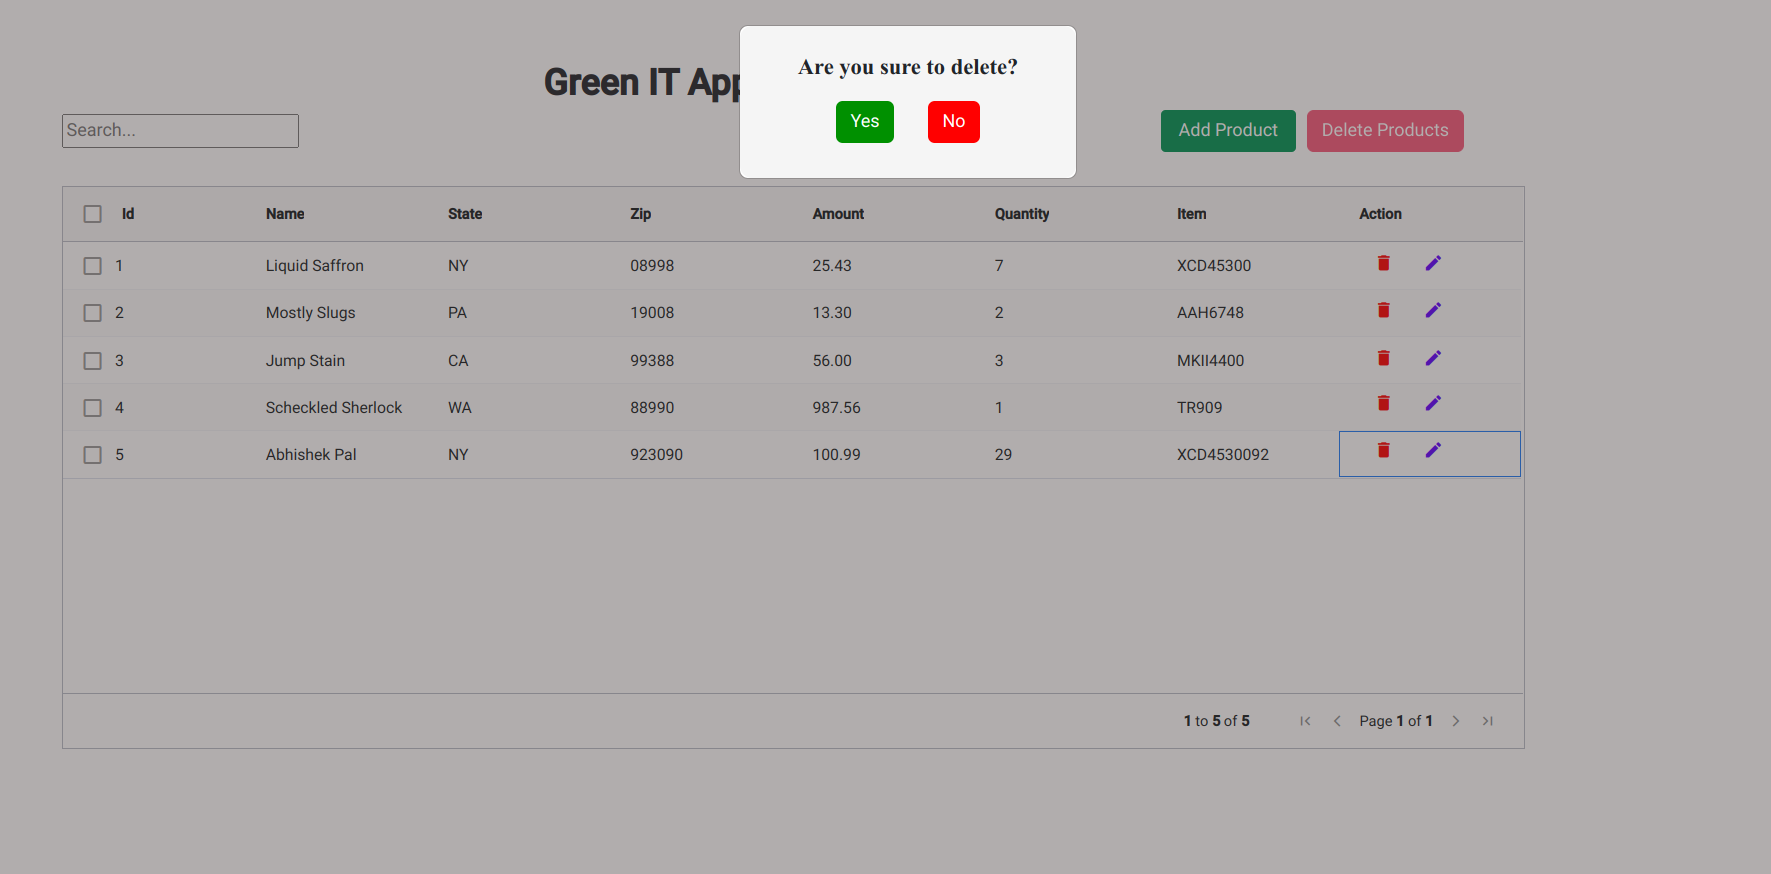 Are you sure to delete?
Green IT App
Yes No
Search...
Add Product Delete Products
Id Name State Zip Amount Quantity Item Action
1 Liquid Saffron NY 08998 25.43 7 XCD45300
2 Mostly Slugs PA 19008 13.30 2 AAH6748
3 Jump Stain CA 99388 56.00 3 MKII4400
4 Scheckled Sherlock WA 88990 987.56 1 TR909
5 Abhishek Pal NY 923090 100.99 29 XCD4530092
1 to 5 of 5 Page 1 of 1